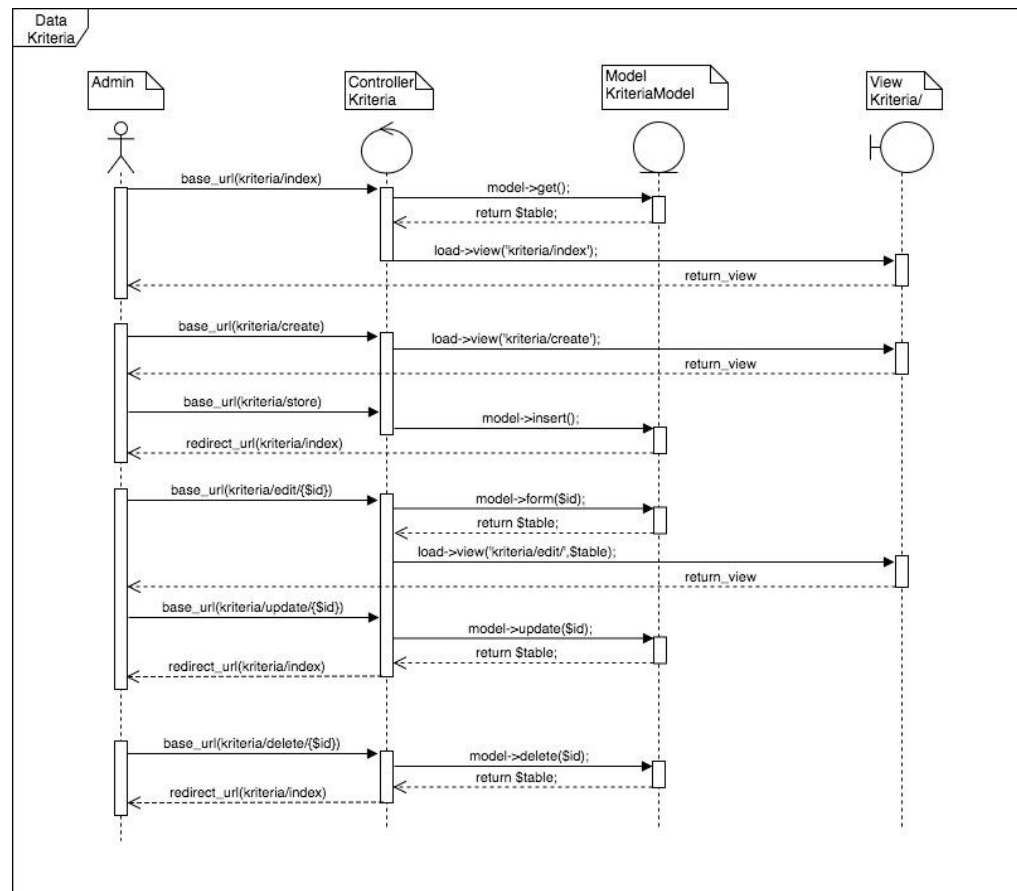 Data
Kriteria
Admin
Controller
Kriteria
Model
KriteriaModel
View
Kriteria/
base_url(kriteria/index)
model->get();
return $table;
load->view('kriteria/index');
return_view
base_url(kriteria/create)
load->view('kriteria/create');
return_view
base_url(kriteria/store)
model->insert();
redirect_url(kriteria/index)
base_url(kriteria/edit/{$id})
model->form($id);
return $table;
load->view('kriteria/edit/',$table);
return_view
base_url(kriteria/update/{$id})
model->update($id);
return $table;
redirect_url(kriteria/index)
base_url(kriteria/delete/{$id})
model->delete($id);
return $table;
redirect_url(kriteria/index)